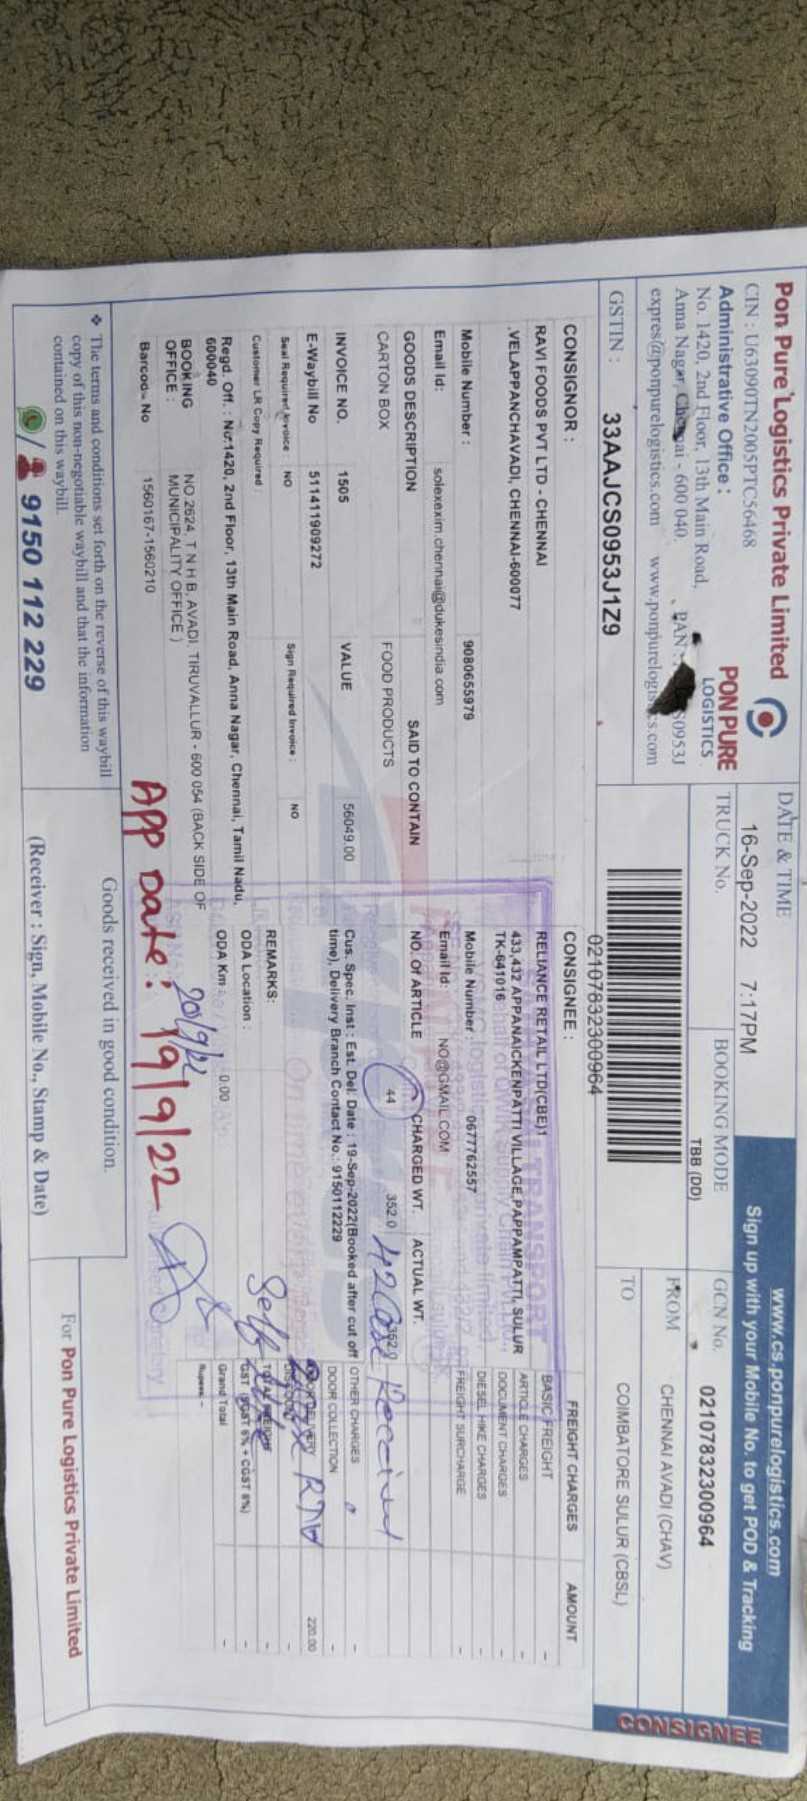 Pon Pure Logistics Private Limited
CIN : U63090TN2005PTC56468
Administrative Office :
No. 1420, 2nd Floor, 13th Main Road,
Anna Nagar, Chennai - 600 040.
PAN : S0953J
expres@ponpurelogistics.com www.ponpurelogistics.com
PON PURE
LOGISTICS
GSTIN : 33AAJCS0953J1Z9
DATE & TIME
16-Sep-2022 7:17PM
TRUCK No.
BOOKING MODE
TBB (DD)
www.cs.ponpurelogistics.com
Sign up with your Mobile No. to get POD & Tracking
GCN No. 02107832300964
FROM CHENNAI AVADI (CHAV)
TO COIMBATORE SULUR (CBSL)
CONSIGNEE
02107832300964
CONSIGNOR :
RAVI FOODS PVT LTD - CHENNAI
,VELAPPANCHAVADI, CHENNAI-600077
Mobile Number : 9080655979
Email Id: solexexim.chennai@dukesindia.com
CONSIGNEE :
RELIANCE RETAIL LTD(CBE)1
433,432 APPANAICKENPATTI VILLAGE,PAPPAMPATTI, SULUR
TK-641016
Mobile Number : 0677762557
Email Id: NO@GMAIL.COM
GOODS DESCRIPTION SAID TO CONTAIN NO. Of ARTICLE CHARGED WT. ACTUAL WT.
CARTON BOX FOOD PRODUCTS 44 352.0 352.0
42 Case Received
INVOICE NO. 1505 VALUE 56049.00
E-Waybill No 511411909272
Seal Required Invoice : NO Sign Required Invoice : NO
Customer LR Copy Required :
Cus. Spec. Inst : Est. Del. Date : 19-Sep-2022(Booked after cut off
time), Delivery Branch Contact No.: 9150112229
REMARKS:
ODA Location :
ODA Km : 0.00
Regd. Off. : No:1420, 2nd Floor, 13th Main Road, Anna Nagar, Chennai, Tamil Nadu,
600040
BOOKING OFFICE : NO 2624, T N H B, AVADI, TIRUVALLUR - 600 054 (BACK SIDE OF
MUNICIPALITY OFFICE )
Barcode No 1560167-1560210
FREIGHT CHARGES AMOUNT
BASIC FREIGHT -
ARTICLE CHARGES -
DOCUMENT CHARGES -
DIESEL HIKE CHARGES -
FREIGHT SURCHARGE -
OTHER CHARGES -
DOOR COLLECTION -
DOOR DELIVERY 220.00
TOTAL FREIGHT -
GST (SGST 6% + CGST 6%) -
Grand Total -
Rupees -
RTV
Self
20/9/22
App Date : 19/9/22
❖ The terms and conditions set forth on the reverse of this waybill
copy of this non-negotiable waybill and that the information
contained on this waybill.
9150 112 229
Goods received in good condition.
(Receiver : Sign, Mobile No., Stamp & Date)
For Pon Pure Logistics Private Limited